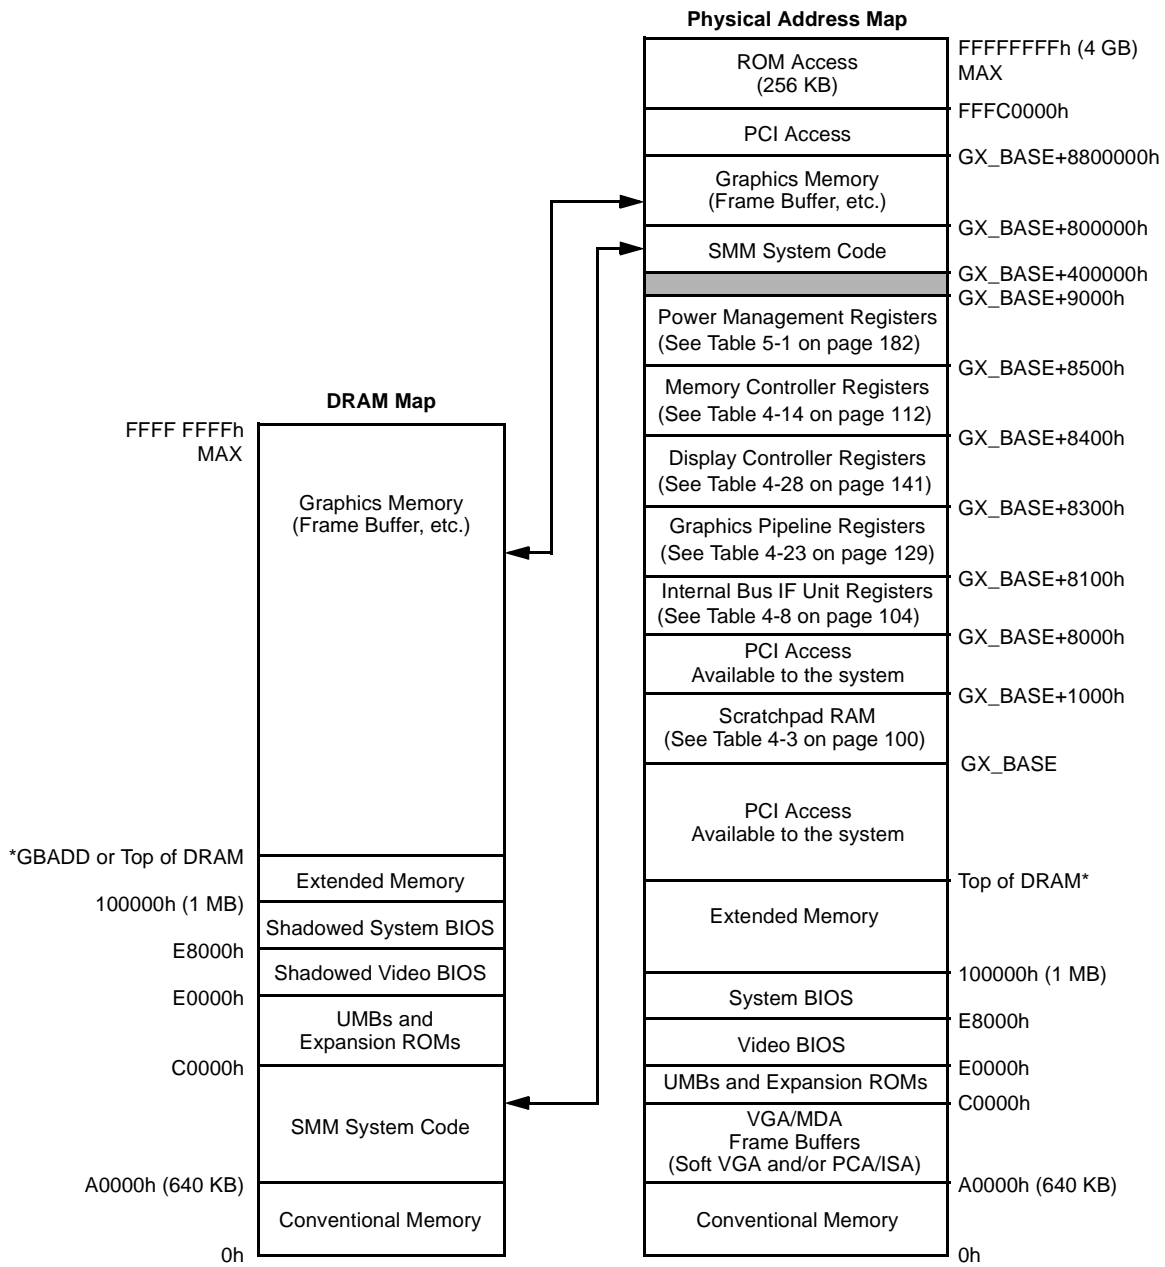 Physical Address Map
ROM Access
(256 KB)
FFFFFFFFh (4 GB)
MAX
FFFC0000h
PCI Access
GX_BASE+8800000h
Graphics Memory
(Frame Buffer, etc.)
GX_BASE+800000h
SMM System Code
GX_BASE+400000h
GX_BASE+9000h
Power Management Registers
(See Table 5-1 on page 182)
GX_BASE+8500h
Memory Controller Registers
(See Table 4-14 on page 112)
GX_BASE+8400h
Display Controller Registers
(See Table 4-28 on page 141)
GX_BASE+8300h
Graphics Pipeline Registers
(See Table 4-23 on page 129)
GX_BASE+8100h
Internal Bus IF Unit Registers
(See Table 4-8 on page 104)
GX_BASE+8000h
PCI Access
Available to the system
GX_BASE+1000h
Scratchpad RAM
(See Table 4-3 on page 100)
GX_BASE
PCI Access
Available to the system
Top of DRAM*
Extended Memory
100000h (1 MB)
System BIOS
E8000h
Video BIOS
E0000h
UMBs and Expansion ROMs
C0000h
VGA/MDA
Frame Buffers
(Soft VGA and/or PCA/ISA)
A0000h (640 KB)
Conventional Memory
0h
DRAM Map
FFFF FFFFh
MAX
Graphics Memory
(Frame Buffer, etc.)
*GBADD or Top of DRAM
Extended Memory
100000h (1 MB)
Shadowed System BIOS
E8000h
Shadowed Video BIOS
E0000h
UMBs and
Expansion ROMs
C0000h
SMM System Code
A0000h (640 KB)
Conventional Memory
0h